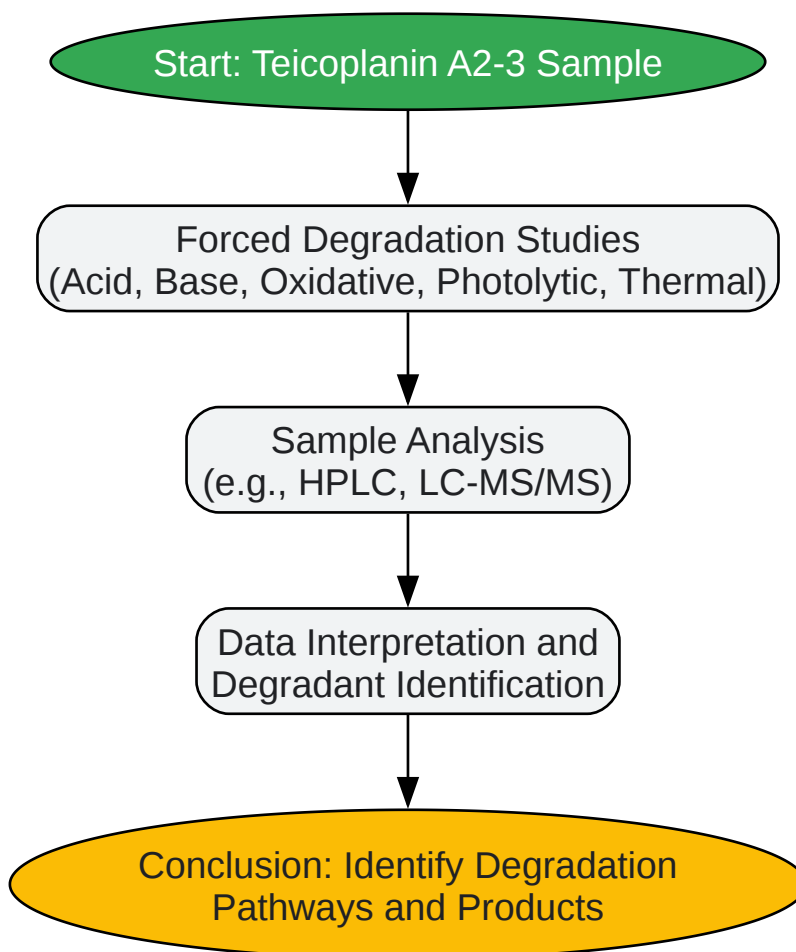 Start: Teicoplanin A2-3 Sample
Forced Degradation Studies
(Acid, Base, Oxidative, Photolytic, Thermal)
Sample Analysis
(e.g., HPLC, LC-MS/MS)
Data Interpretation and
Degradant Identification
Conclusion: Identify Degradation
Pathways and Products